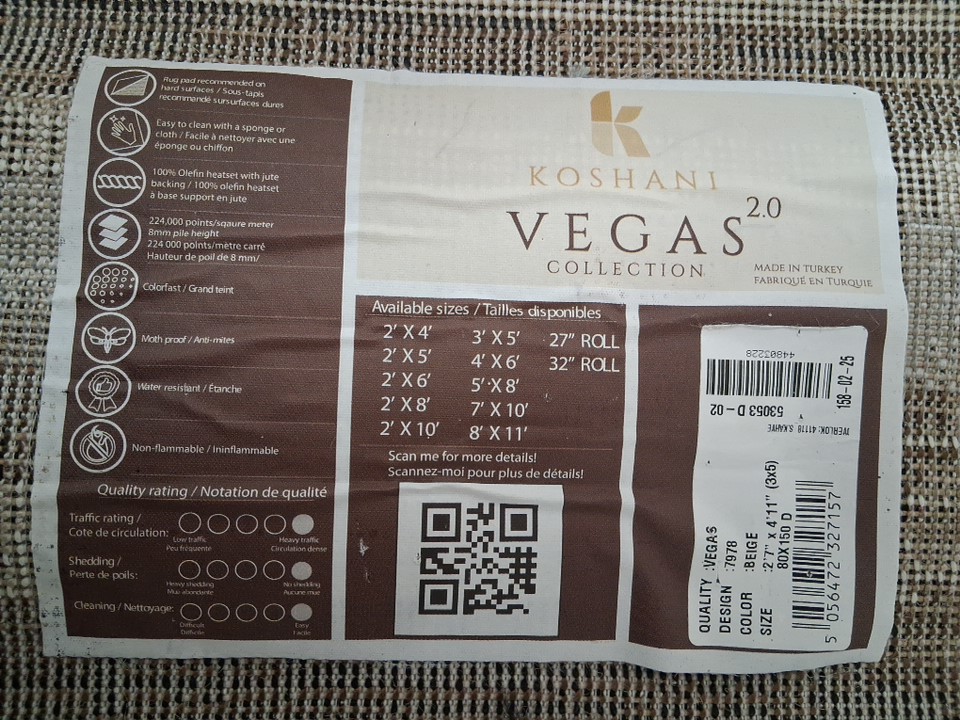 Rug pad recommended on
hard surfaces / Sous-tapis
recommandé sursurfaces dures
Easy to clean with a sponge or
cloth / Facile à nettoyer avec une
éponge ou chiffon
100% Olefin heatset with jute
backing / 100% olefin heatset
à base support en jute
224,000 points/sqaure meter
8mm pile height
224 000 points/mètre carré
Hauteur de poil de 8 mm/
Colorfast / Grand teint
Moth proof / Anti-mites
Water resistant / Étanche
Non-flammable / Ininflammable
Quality rating / Notation de qualité
Traffic rating /
Cote de circulation:
Low traffic
Peu fréquente
Heavy traffic
Circulation dense
Shedding /
Perte de poils:
Heavy shedding
Mua abondante
No shedding
Aucune mue
Cleaning / Nettoyage:
Difficult
Difficile
Easy
Facile
KOSHANI
VEGAS 2.0
COLLECTION
MADE IN TURKEY
FABRIQUÉ EN TURQUIE
Available sizes / Tailles disponibles
2' X 4' 3' X 5' 27" ROLL
2' X 5' 4' X 6' 32" ROLL
2' X 6' 5' X 8'
2' X 8' 7' X 10'
2' X 10' 8' X 11'
Scan me for more details!
Scannez-moi pour plus de détails!
44803228
53053 D - 02
158-02-25
41118 S.KAHVE
QUALITY :VEGAS
DESIGN :7978
COLOR :BEIGE
SIZE :2'7" x 4'11" (3x5)
80X150 D
5 056472 327157